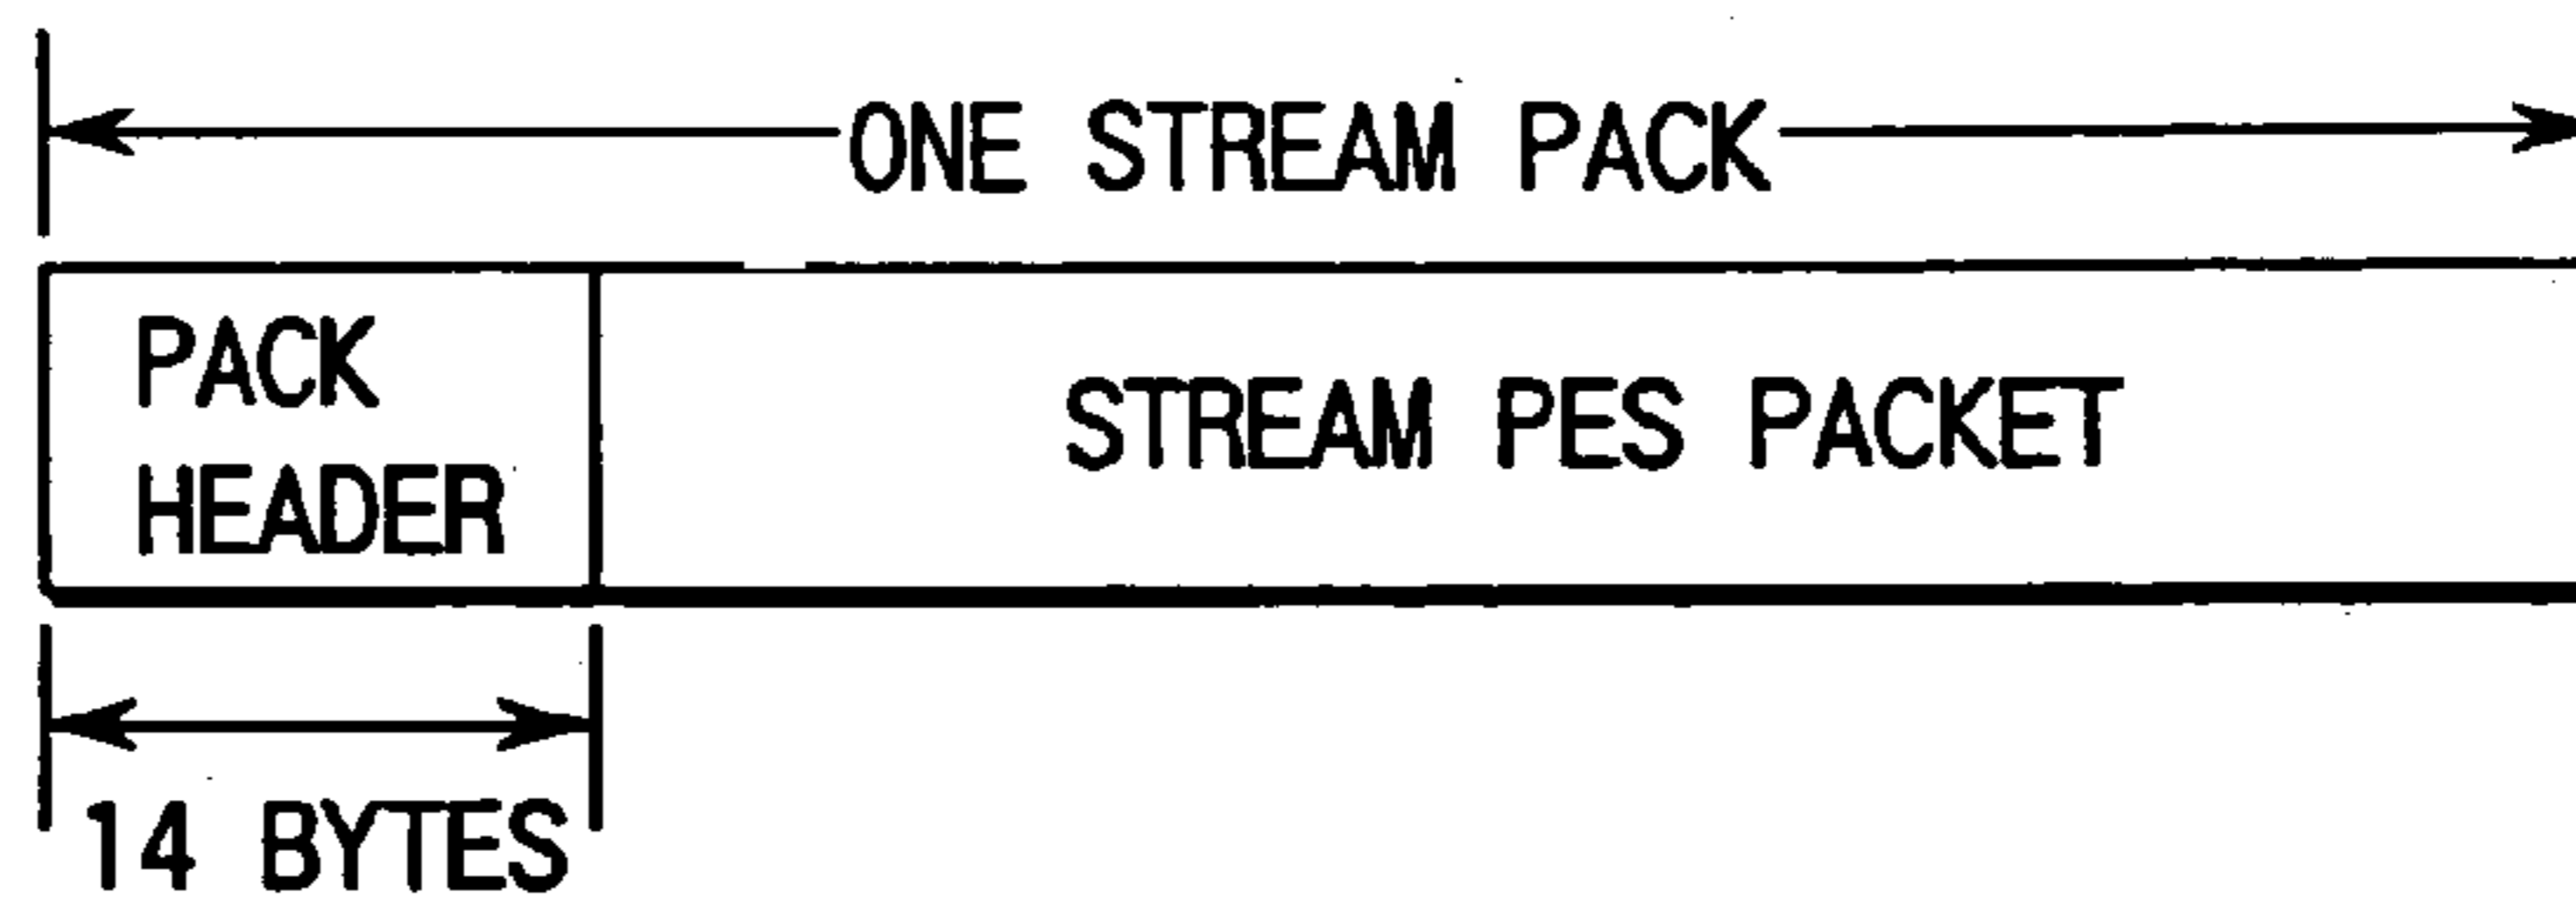 ONE STREAM PACK
PACK
HEADER
STREAM PES PACKET
14 BYTES